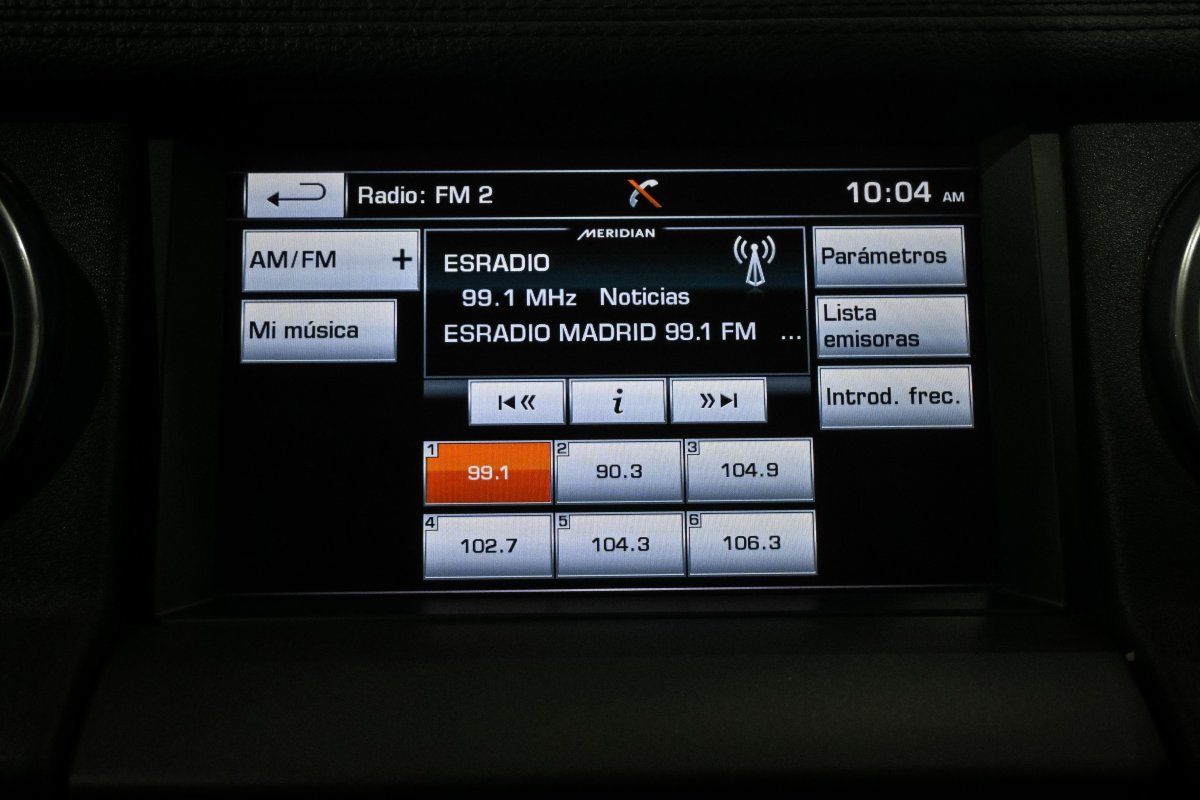 Radio: FM 2
10:04 AM
AM/FM +
Mi música
MERIDIAN
ESRADIO
99.1 MHz Noticias
ESRADIO MADRID 99.1 FM ...
Parámetros
Lista
emisoras
Introd. frec.
i
1 99.1
2 90.3
3 104.9
4 102.7
5 104.3
6 106.3